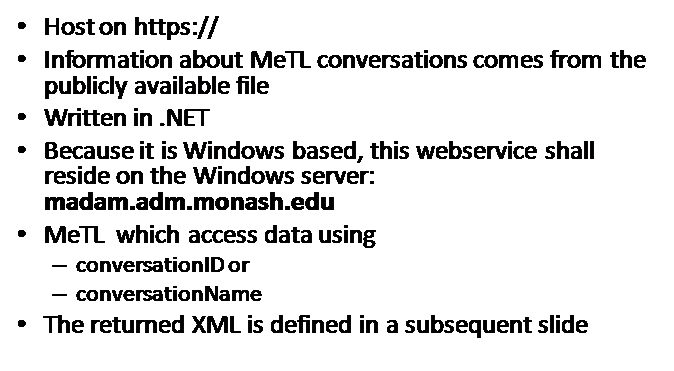 • Host on https://
• Information about MeTL conversations comes from the
publicly available file
• Written in .NET
• Because it is Windows based, this webservice shall
reside on the Windows server:
madam.adm.monash.edu
• MeTL which access data using
– conversationID or
– conversationName
• The returned XML is defined in a subsequent slide